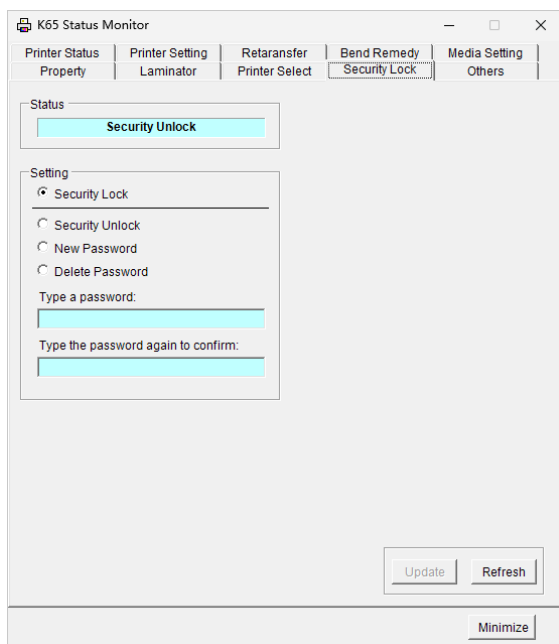 K65 Status Monitor
Printer Status Printer Setting Retaransfer Bend Remedy Media Setting
Property Laminator Printer Select Security Lock Others
Status
Security Unlock
Setting
Security Lock
Security Unlock
New Password
Delete Password
Type a password:
Type the password again to confirm:
Update Refresh
Minimize